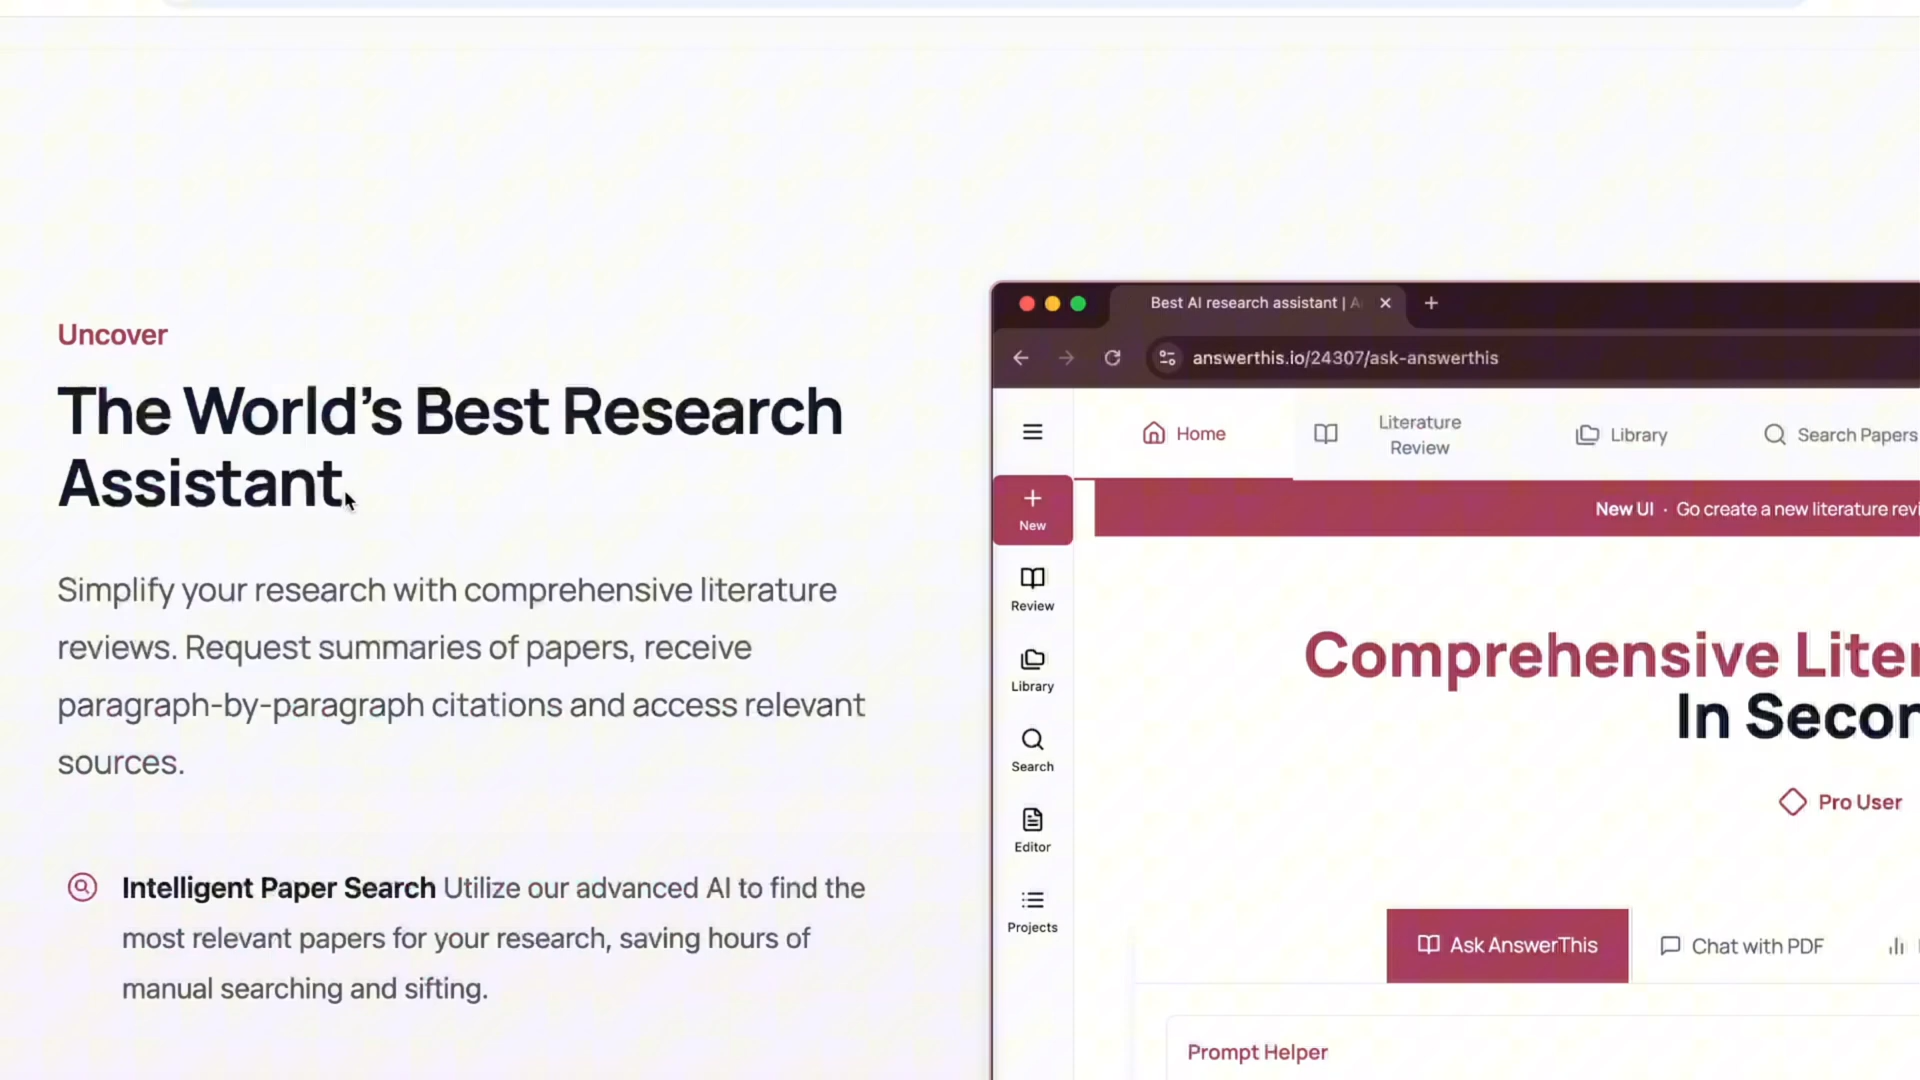 Uncover
The World's Best Research
Assistant.
Simplify your research with comprehensive literature
reviews. Request summaries of papers, receive
paragraph-by-paragraph citations and access relevant
sources.
Intelligent Paper Search Utilize our advanced AI to find the
most relevant papers for your research, saving hours of
manual searching and sifting.
Best AI research assistant |
answerthis.io/24307/ask-answerthis
Home
Literature
Review
Library
Search Papers
New
Review
Library
Search
Editor
Projects
New UI · Go create a new literature revi
Comprehensive Liter
In Secon
Pro User
Ask AnswerThis
Chat with PDF
Prompt Helper